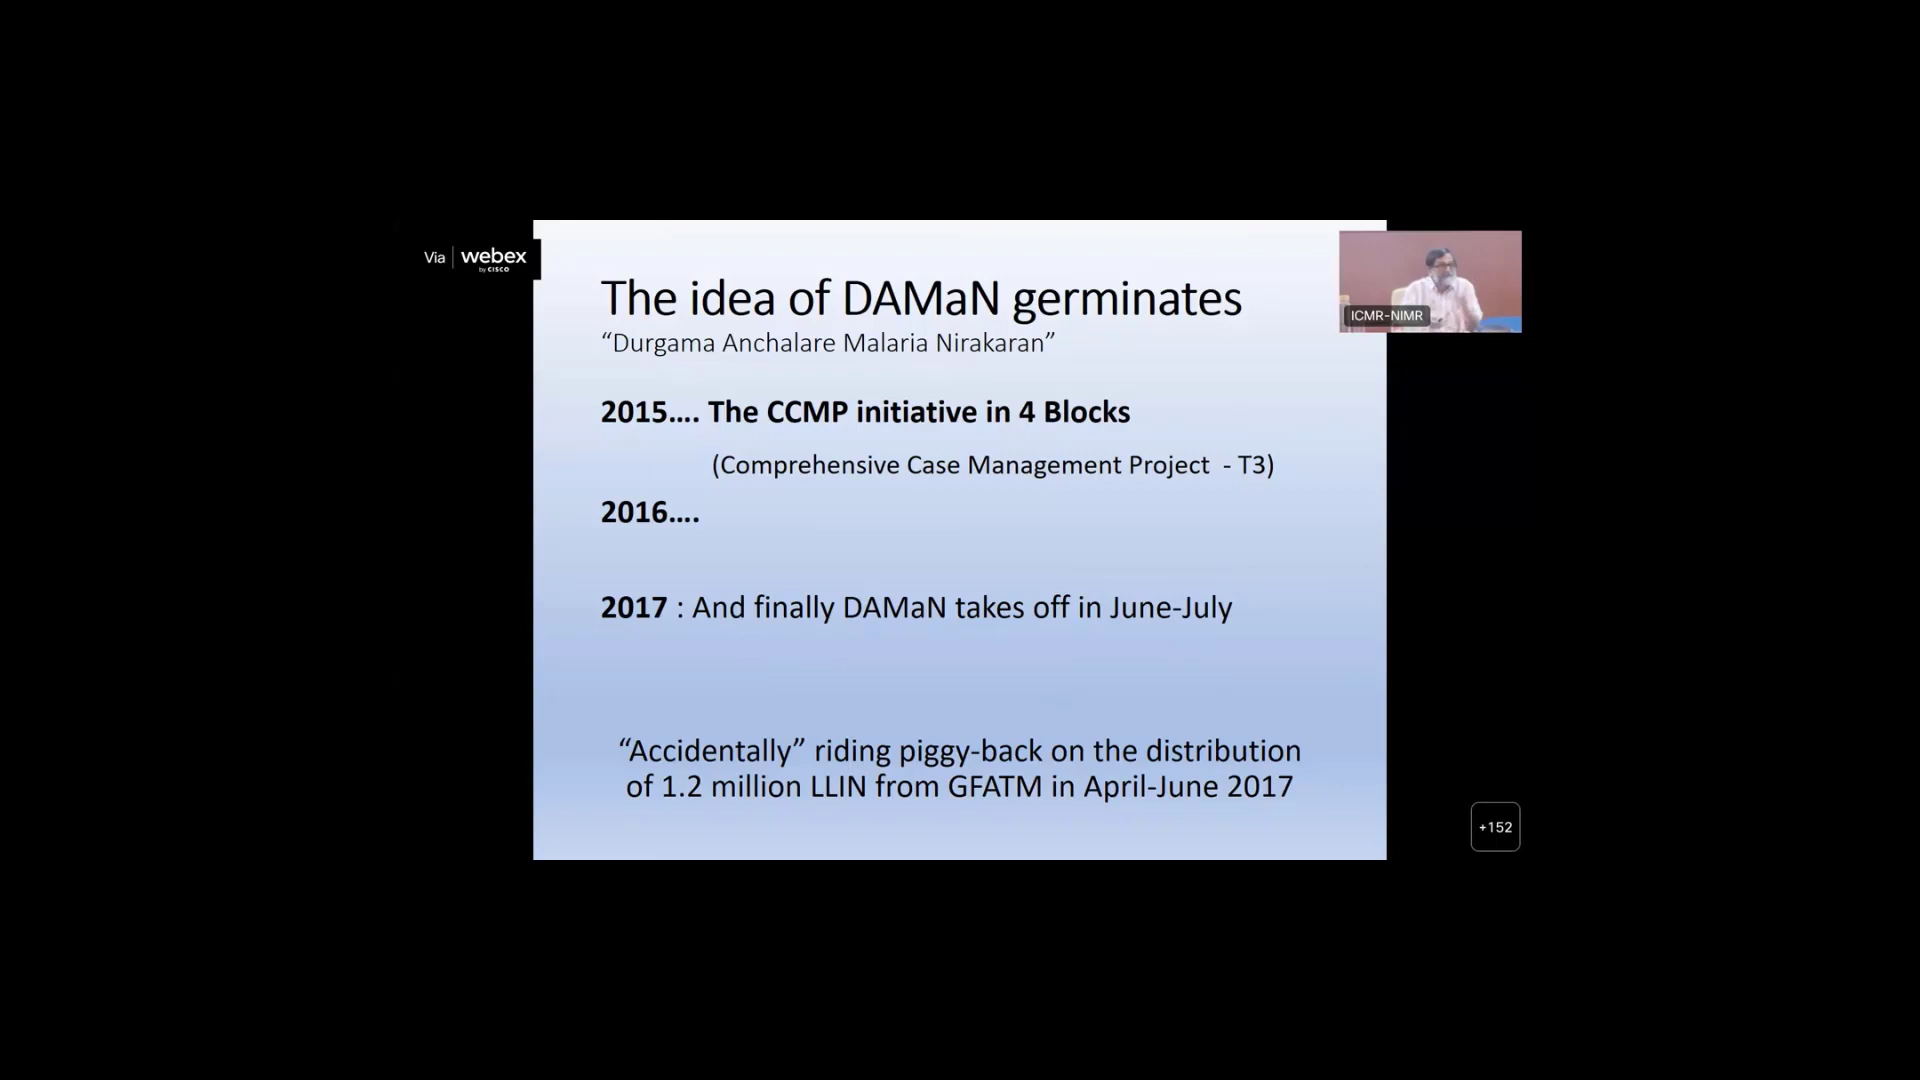 Via webex
by CISCO
The idea of DAMaN germinates
“Durgama Anchalare Malaria Nirakaran”
2015.... The CCMP initiative in 4 Blocks
(Comprehensive Case Management Project - T3)
2016....
2017 : And finally DAMaN takes off in June-July
“Accidentally” riding piggy-back on the distribution
of 1.2 million LLIN from GFATM in April-June 2017
ICMR-NIMR
+152